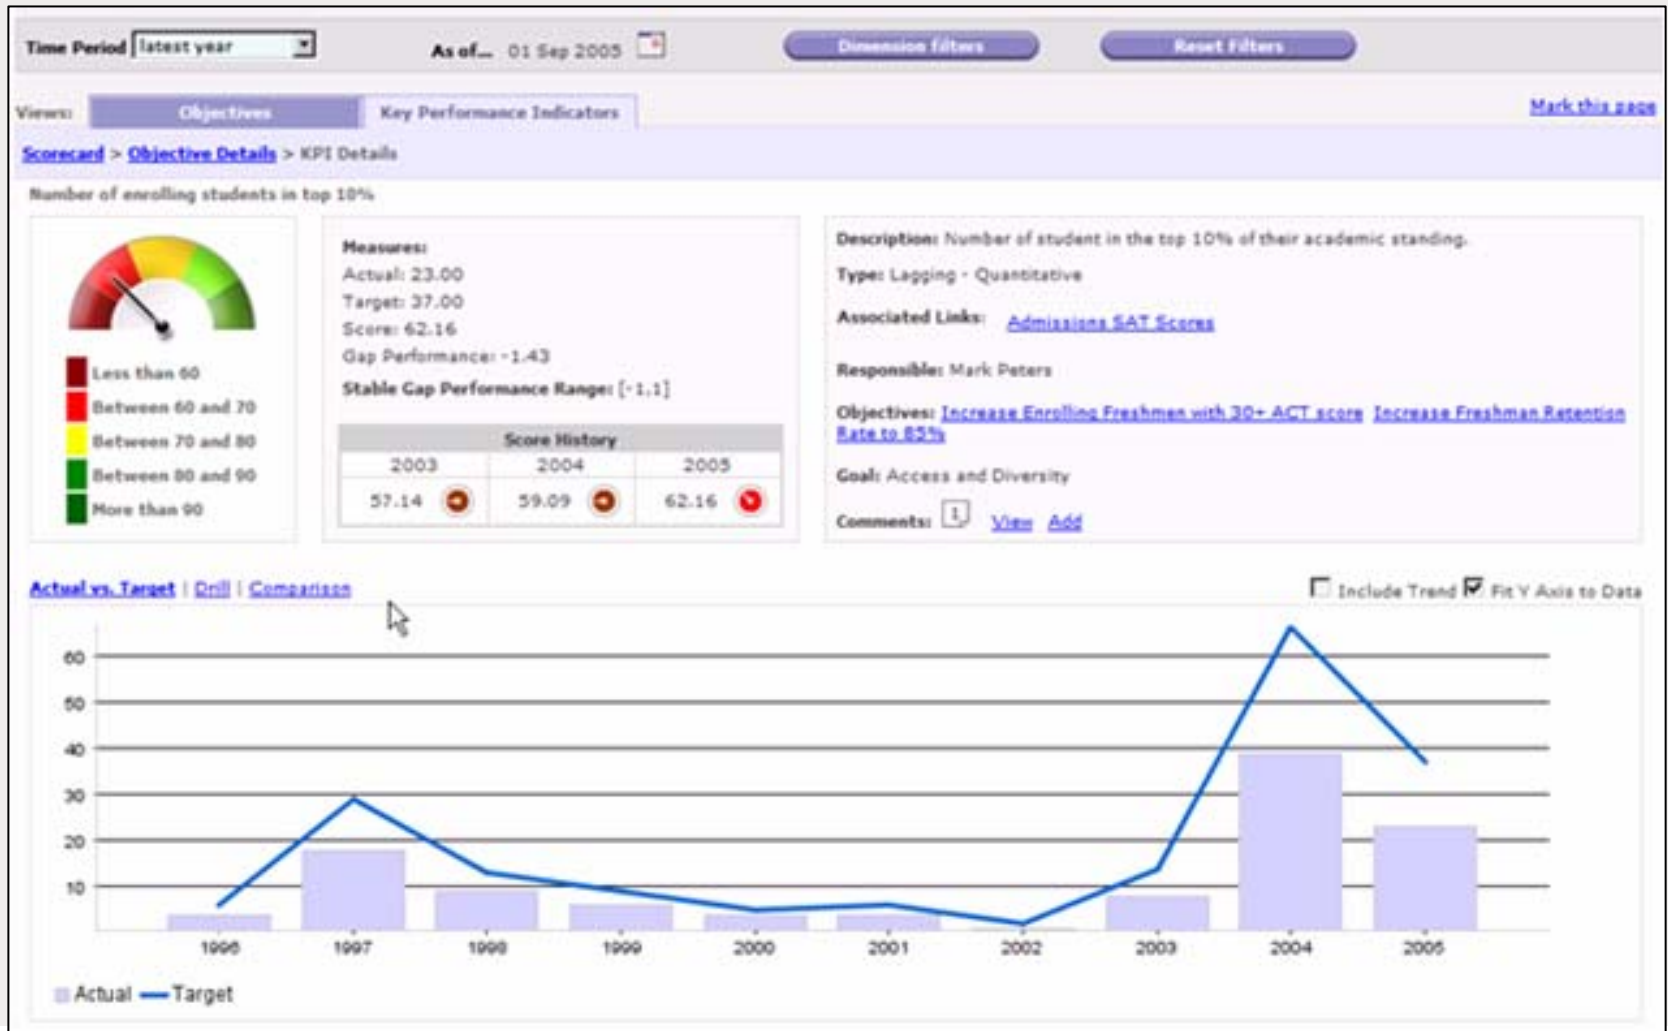 Time Period latest year As of... 01 Sep 2005 Dimension filters Reset Filters
Views: Objectives Key Performance Indicators Mark this page
Scorecard > Objective Details > KPI Details
Number of enrolling students in top 10%
Less than 60
Between 60 and 70
Between 70 and 80
Between 80 and 90
More than 90
Measures:
Actual: 23.00
Target: 37.00
Score: 62.16
Gap Performance: -1.43
Stable Gap Performance Range: [-1,1]
Score History
2003 2004 2005
57.14 59.09 62.16
Description: Number of student in the top 10% of their academic standing.
Type: Lagging - Quantitative
Associated Links: Admissions SAT Scores
Responsible: Mark Peters
Objectives: Increase Enrolling Freshmen with 30+ ACT score Increase Freshman Retention
Rate to 85%
Goal: Access and Diversity
Comments: 1 View Add
Actual vs. Target | Drill | Comparison
Include Trend Fit Y Axis to Data
60
50
40
30
20
10
1996 1997 1998 1999 2000 2001 2002 2003 2004 2005
Actual Target